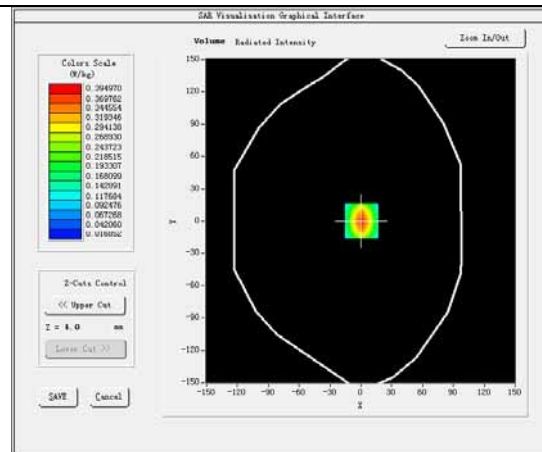 SAR Visualisation Graphical Interface
Volume Radiated Intensity
Zoom In/Out
Colors Scale
(W/kg)
0.394970
0.369762
0.344554
0.319346
0.294138
0.268930
0.243723
0.218515
0.193307
0.168099
0.142891
0.117684
0.092476
0.067268
0.042060
0.016852
Z-Cuts Control
<< Upper Cut
Z = 4.0 mm
Lower Cut >>
SAVE
Cancel
150
120
90
60
30
0
-30
-60
-90
-120
-150
Y
-150 -120 -90 -60 -30 0 30 60 90 120 150
X